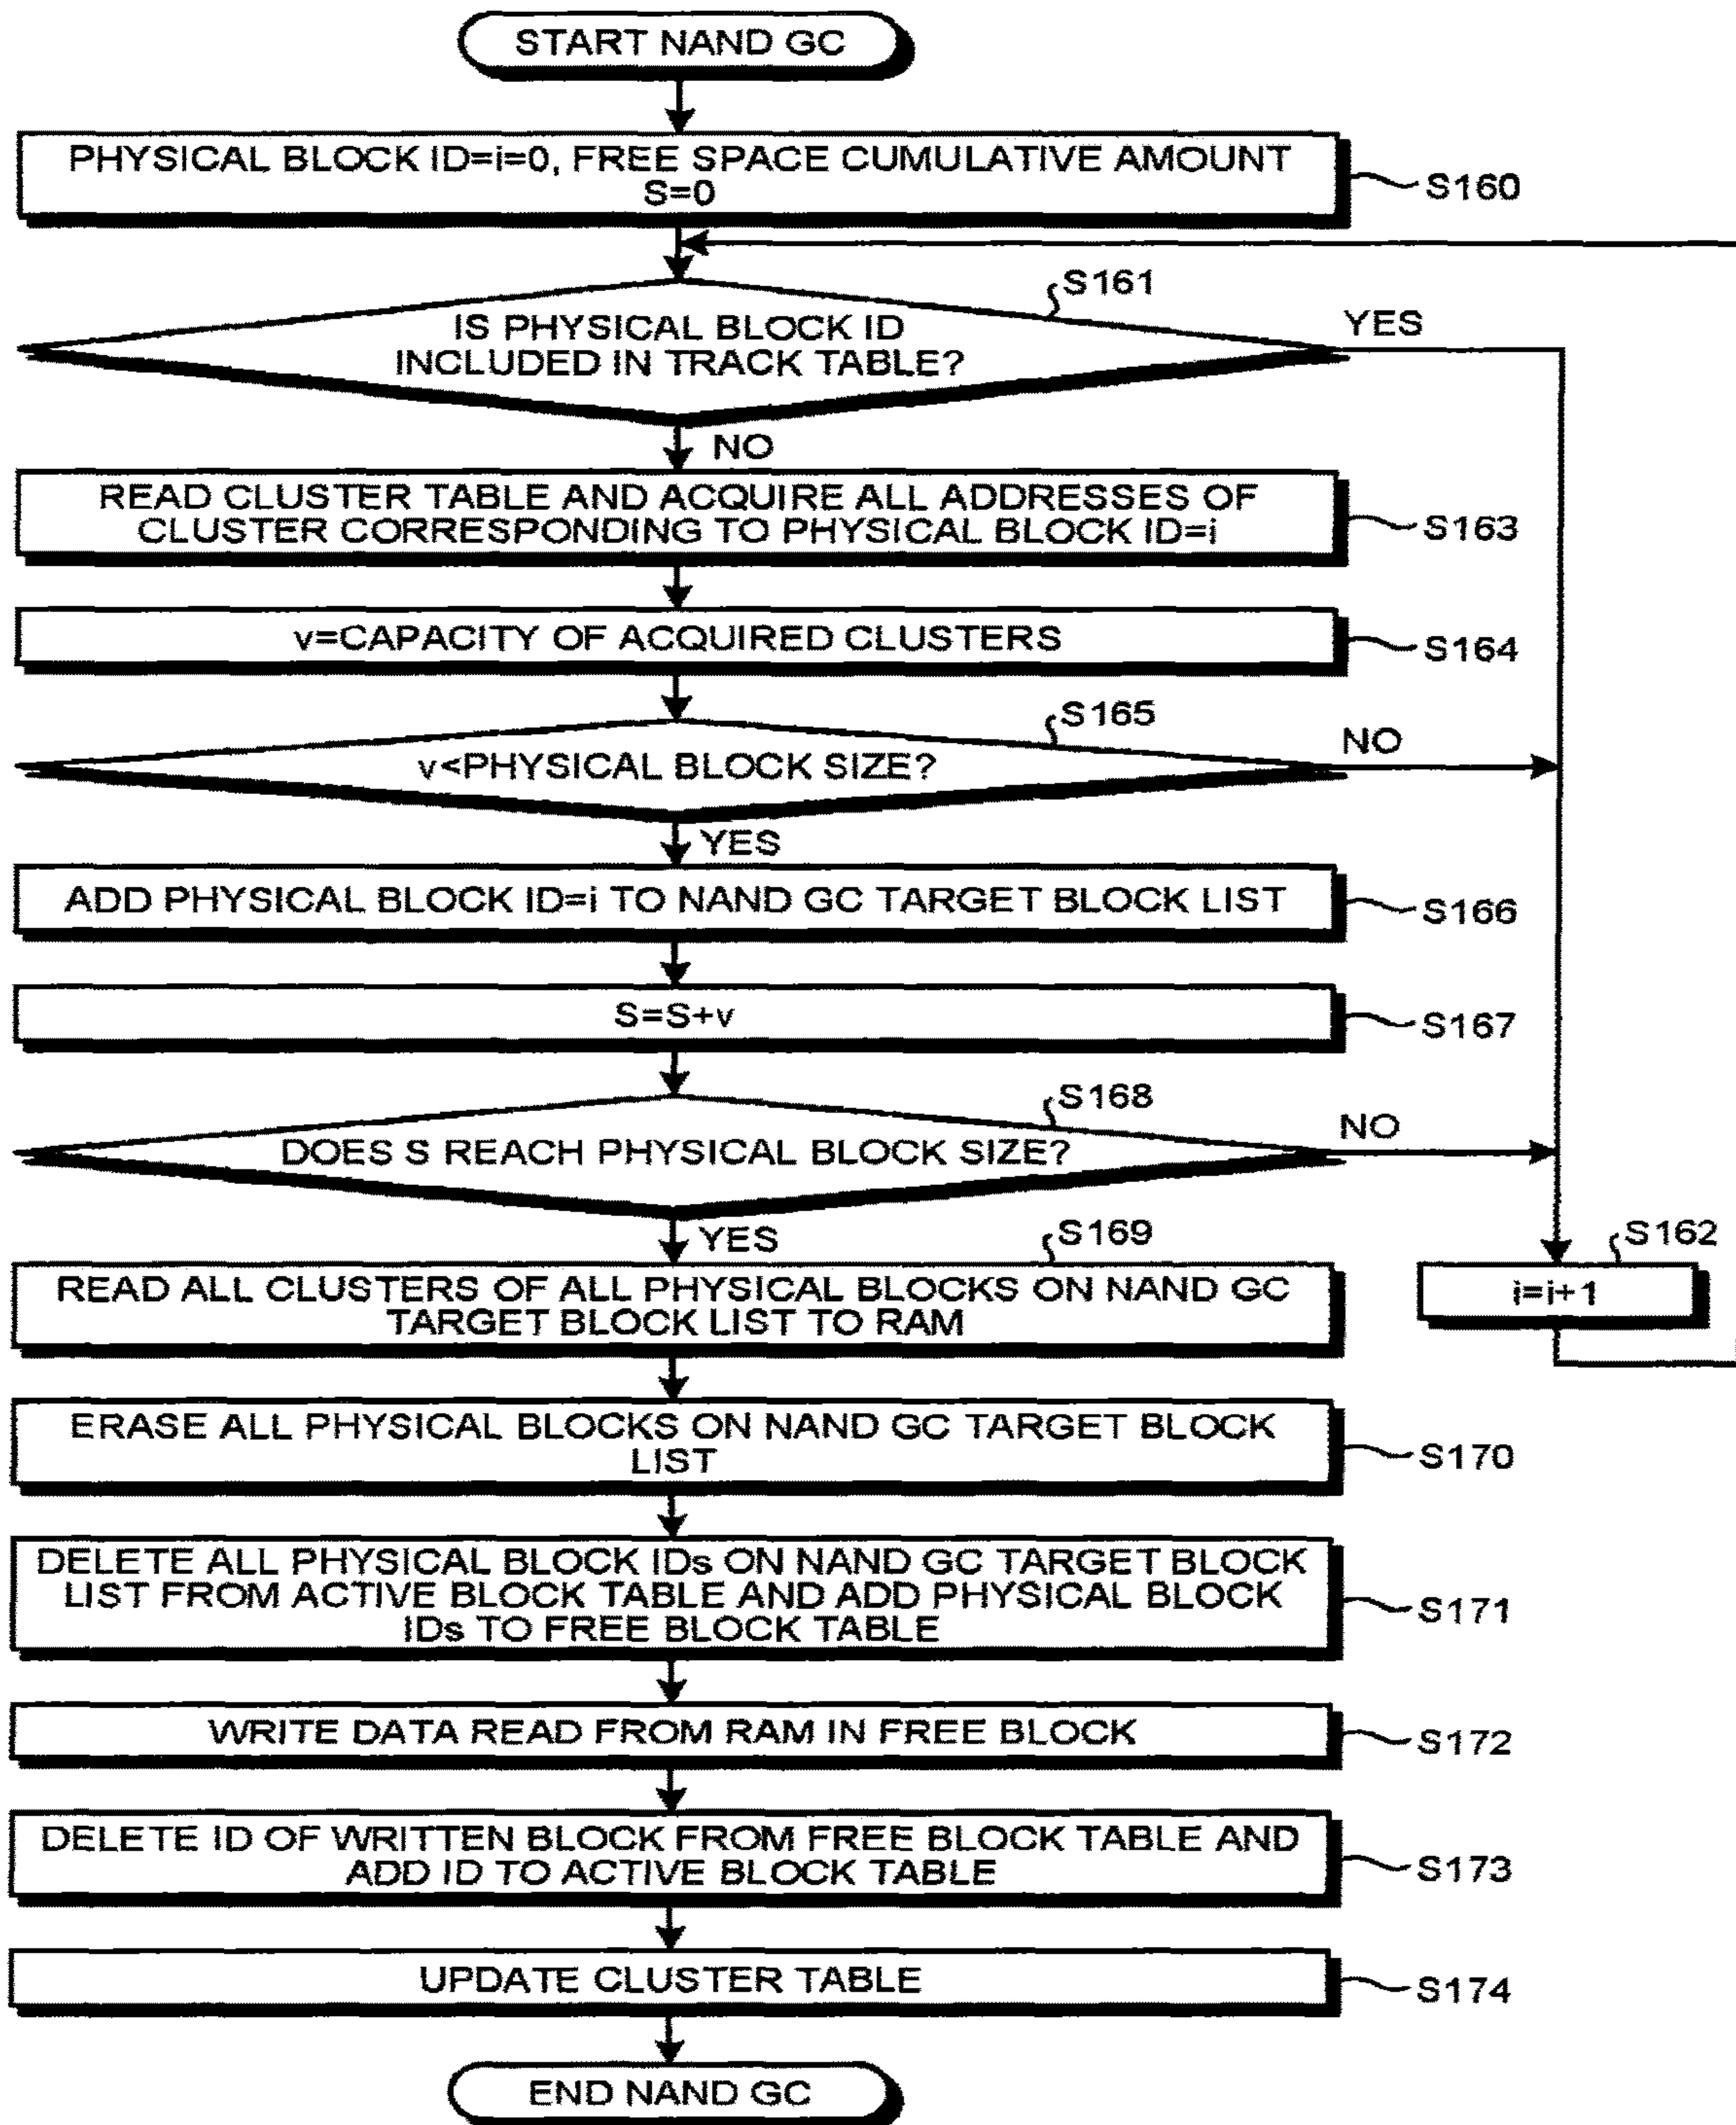 START NAND GC
PHYSICAL BLOCK ID=i=0, FREE SPACE CUMULATIVE AMOUNT
S=0
S160
S161
IS PHYSICAL BLOCK ID
INCLUDED IN TRACK TABLE?
YES
NO
READ CLUSTER TABLE AND ACQUIRE ALL ADDRESSES OF
CLUSTER CORRESPONDING TO PHYSICAL BLOCK ID=i
S163
v=CAPACITY OF ACQUIRED CLUSTERS
S164
S165
v<PHYSICAL BLOCK SIZE?
NO
YES
ADD PHYSICAL BLOCK ID=i TO NAND GC TARGET BLOCK LIST
S166
S=S+v
S167
S168
DOES S REACH PHYSICAL BLOCK SIZE?
NO
YES
S169
READ ALL CLUSTERS OF ALL PHYSICAL BLOCKS ON NAND GC
TARGET BLOCK LIST TO RAM
S162
i=i+1
ERASE ALL PHYSICAL BLOCKS ON NAND GC TARGET BLOCK
LIST
S170
DELETE ALL PHYSICAL BLOCK IDs ON NAND GC TARGET BLOCK
LIST FROM ACTIVE BLOCK TABLE AND ADD PHYSICAL BLOCK
IDs TO FREE BLOCK TABLE
S171
WRITE DATA READ FROM RAM IN FREE BLOCK
S172
DELETE ID OF WRITTEN BLOCK FROM FREE BLOCK TABLE AND
ADD ID TO ACTIVE BLOCK TABLE
S173
UPDATE CLUSTER TABLE
S174
END NAND GC